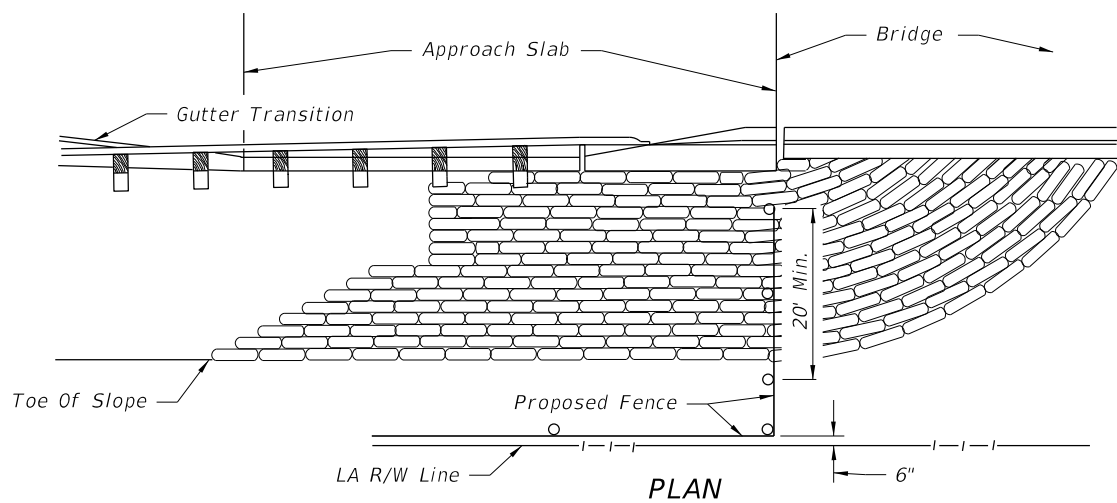 Approach Slab
Bridge
Gutter Transition
20' Min.
Toe Of Slope
Proposed Fence
LA R/W Line
6"
PLAN